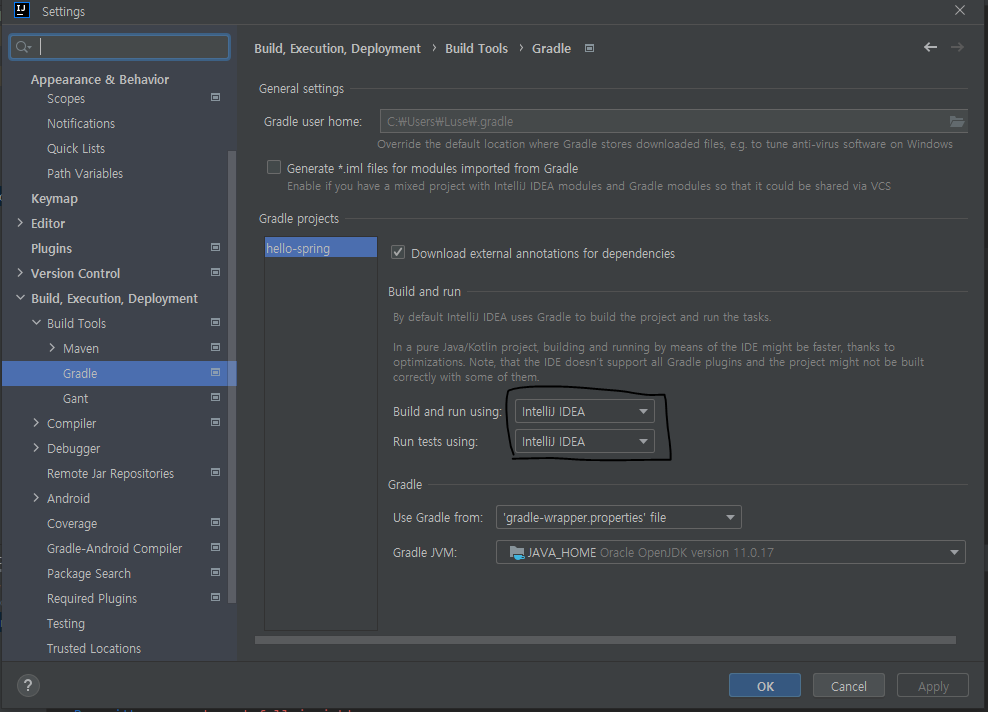 IJ
Settings
Appearance & Behavior
Scopes
Notifications
Quick Lists
Path Variables
Keymap
Editor
Plugins
Version Control
Build, Execution, Deployment
Build Tools
Maven
Gradle
Gant
Compiler
Debugger
Remote Jar Repositories
Android
Coverage
Gradle-Android Compiler
Package Search
Required Plugins
Testing
Trusted Locations
?
Build, Execution, Deployment › Build Tools › Gradle
General settings
Gradle user home: C:₩Users₩Luse₩.gradle
Override the default location where Gradle stores downloaded files, e.g. to tune anti-virus software on Windows
Generate *.iml files for modules imported from Gradle
Enable if you have a mixed project with IntelliJ IDEA modules and Gradle modules so that it could be shared via VCS
Gradle projects
hello-spring
Download external annotations for dependencies
Build and run
By default IntelliJ IDEA uses Gradle to build the project and run the tasks.
In a pure Java/Kotlin project, building and running by means of the IDE might be faster, thanks to
optimizations. Note, that the IDE doesn't support all Gradle plugins and the project might not be built
correctly with some of them.
Build and run using: IntelliJ IDEA
Run tests using: IntelliJ IDEA
Gradle
Use Gradle from: 'gradle-wrapper.properties' file
Gradle JVM: JAVA_HOME Oracle OpenJDK version 11.0.17
OK
Cancel
Apply